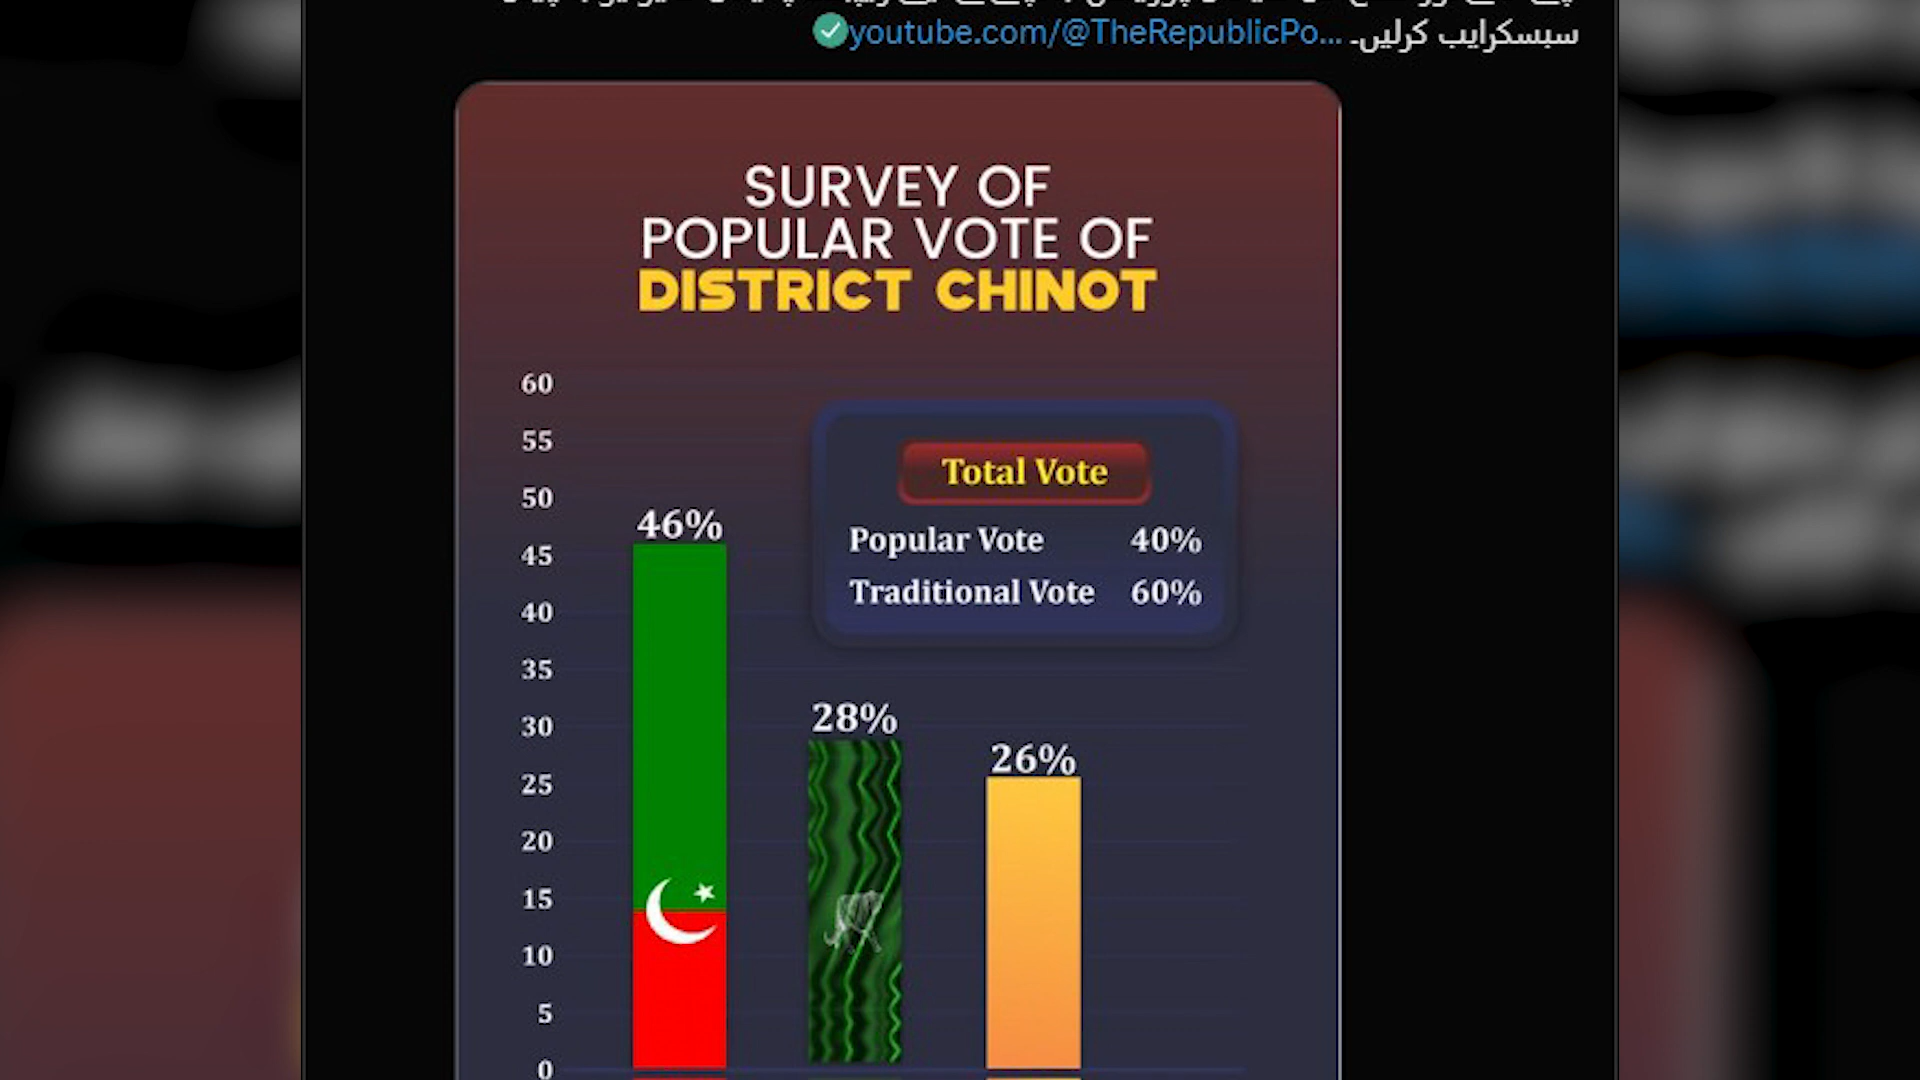 سبسکرایب کرلیں۔ youtube.com/@TheRepublicPo…
SURVEY OF
POPULAR VOTE OF
DISTRICT CHINOT
60
55
50
45
40
35
30
25
20
15
10
5
0
Total Vote
Popular Vote 40%
Traditional Vote 60%
46%
28%
26%